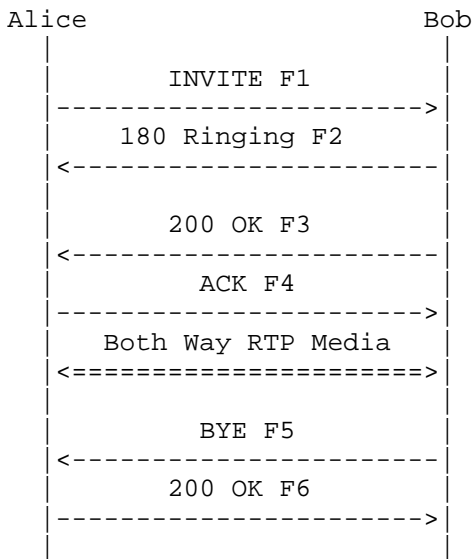 Alice Bob
INVITE F1
180 Ringing F2
200 OK F3
ACK F4
Both Way RTP Media
BYE F5
200 OK F6